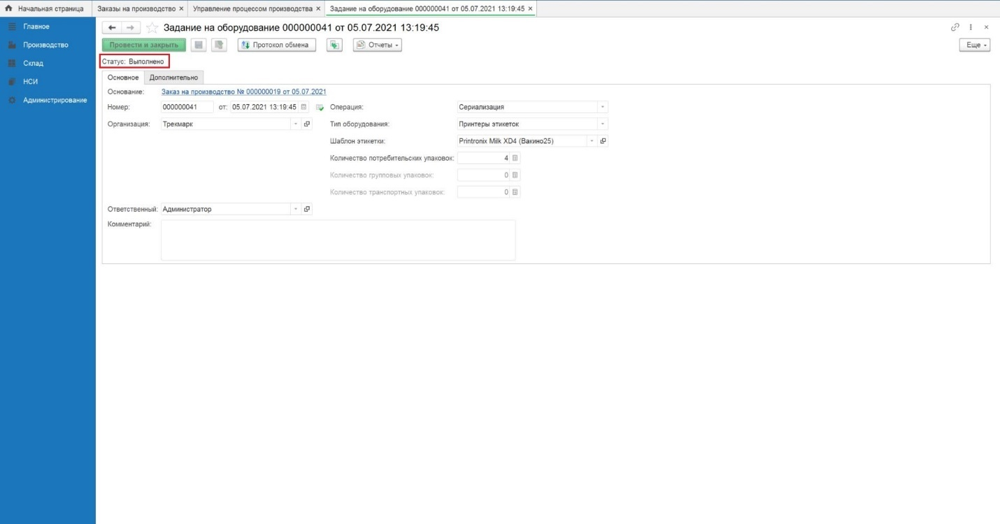 Начальная страница Заказы на производство × Управление процессом производства × Задание на оборудование 000000041 от 05.07.2021 13:19:45 ×
Главное
Производство
Склад
НСИ
Администрирование
Задание на оборудование 000000041 от 05.07.2021 13:19:45
Провести и закрыть Протокол обмена Отчеты Еще
Статус: Выполнено
Основное Дополнительно
Основание: Заказ на производство № 000000019 от 05.07.2021
Номер: 000000041 от: 05.07.2021 13:19:45 Операция: Сериализация
Организация: Трекмарк Тип оборудования: Принтеры этикеток
Шаблон этикетки: Printronix Milk XD4 (Вакино25)
Количество потребительских упаковок: 4
Количество групповых упаковок: 0
Количество транспортных упаковок: 0
Ответственный: Администратор
Комментарий: